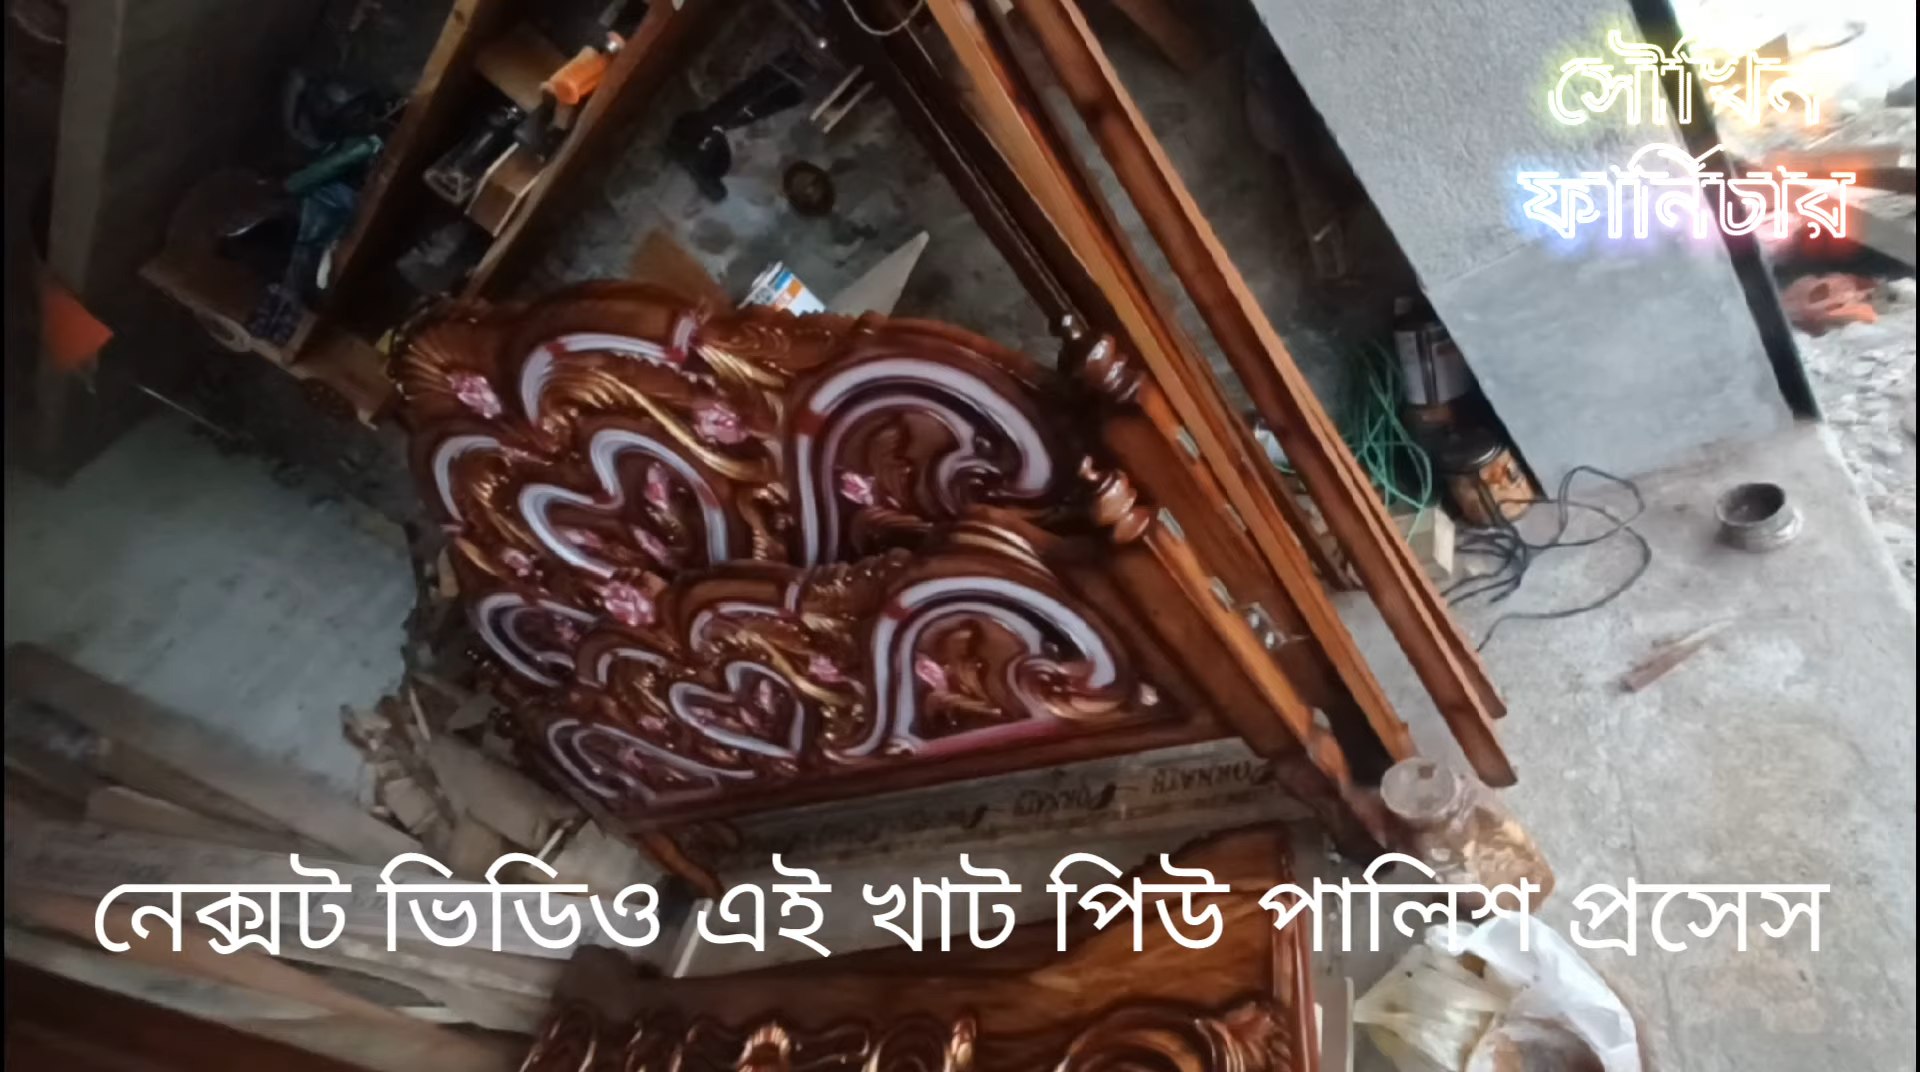 সৌখিন
ফার্নিচার
নেক্সট ভিডিও এই খাট পিউ পালিশ প্রসেস